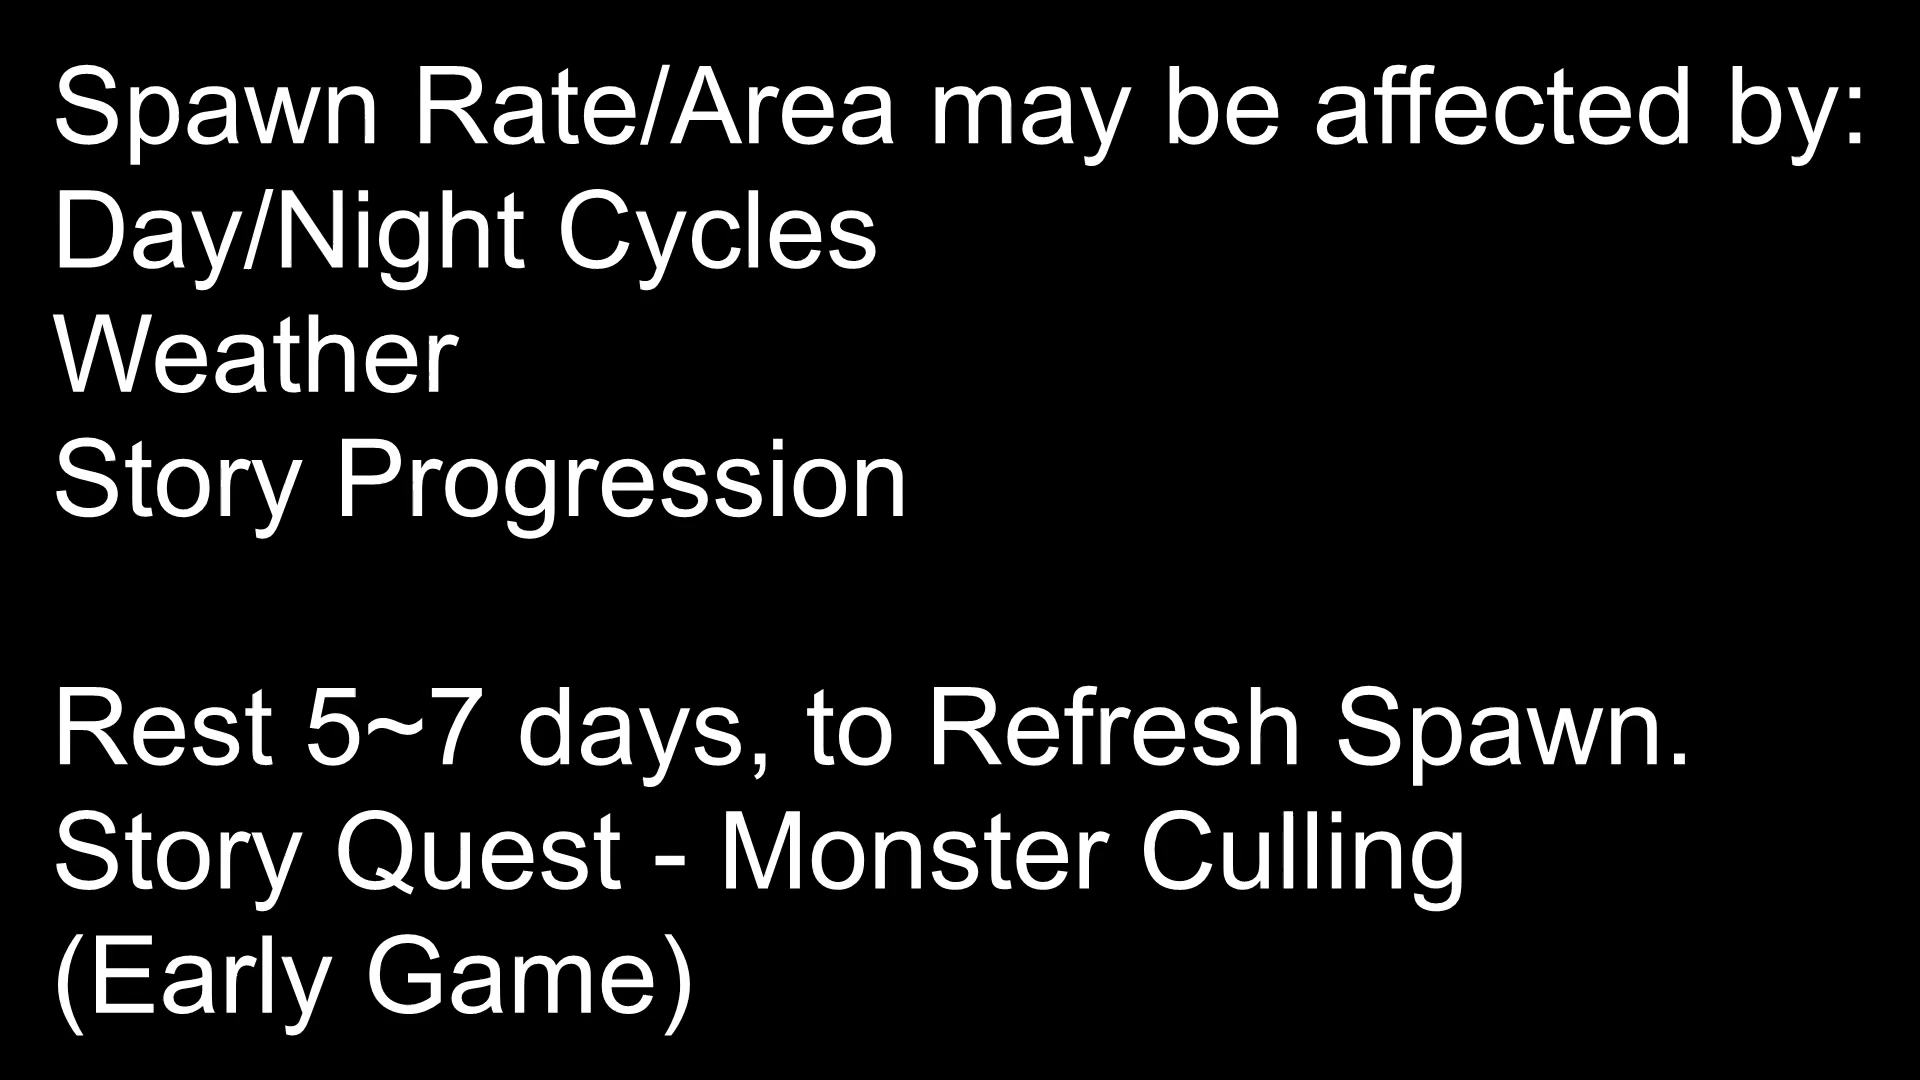 Spawn Rate/Area may be affected by:
Day/Night Cycles
Weather
Story Progression
Rest 5~7 days, to Refresh Spawn.
Story Quest - Monster Culling
(Early Game)